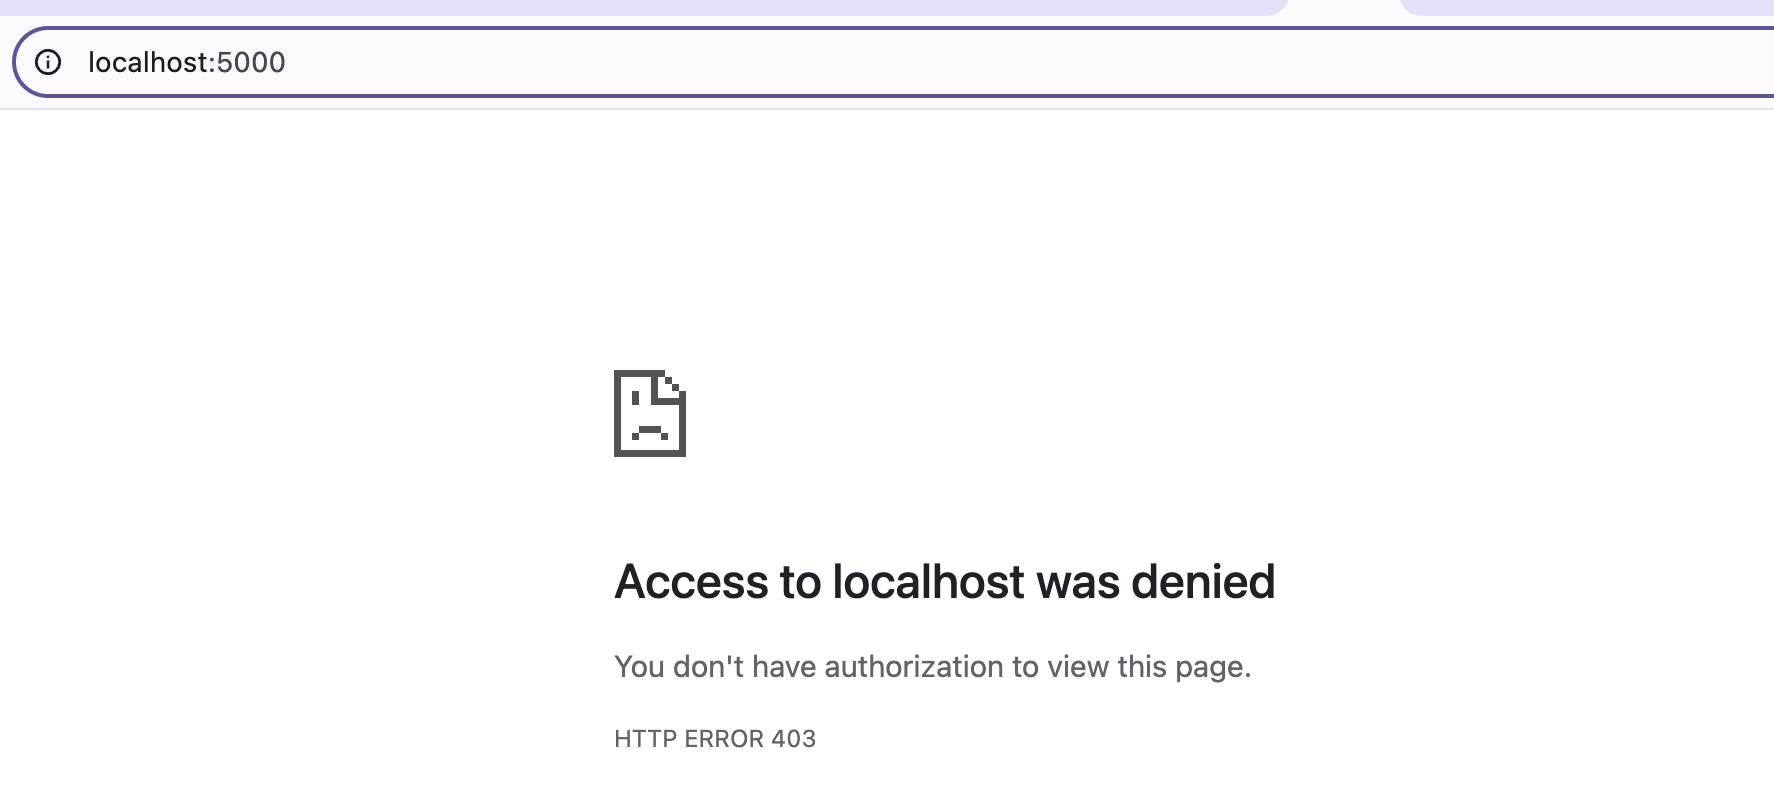 localhost:5000
Access to localhost was denied
You don't have authorization to view this page.
HTTP ERROR 403